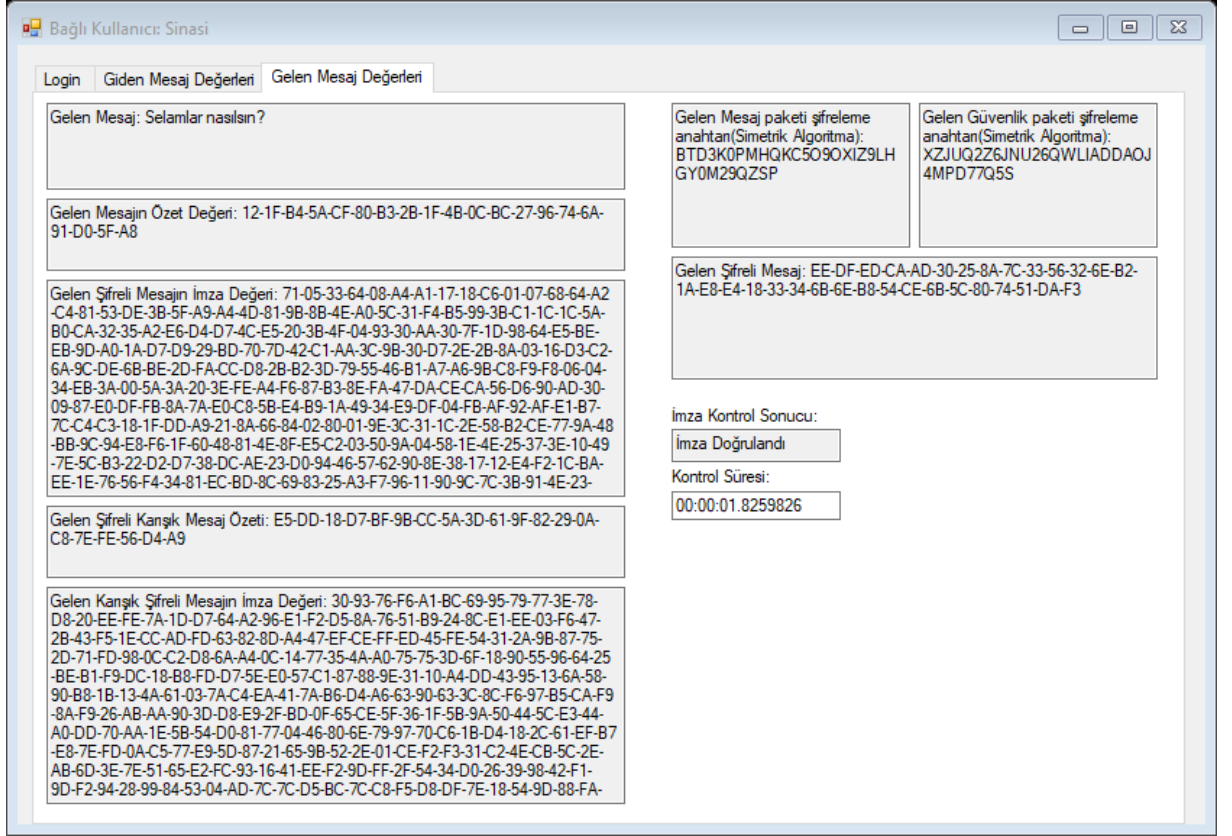 Bağlı Kullanıcı: Sinasi
Login
Giden Mesaj Değerleri
Gelen Mesaj Değerleri
Gelen Mesaj: Selamlar nasılsın?
Gelen Mesajın Özet Değeri: 12-1F-B4-5A-CF-80-B3-2B-1F-4B-0C-BC-27-96-74-6A-
91-D0-5F-A8
Gelen Şifreli Mesajın İmza Değeri: 71-05-33-64-08-A4-A1-17-18-C6-01-07-68-64-A2
-C4-81-53-DE-3B-5F-A9-A4-4D-81-9B-8B-4E-A0-5C-31-F4-B5-99-3B-C1-1C-1C-5A-
B0-CA-32-35-A2-E6-D4-D7-4C-E5-20-3B-4F-04-93-30-AA-30-7F-1D-98-64-E5-BE-
EB-9D-A0-1A-D7-D9-29-BD-70-7D-42-C1-AA-3C-9B-30-D7-2E-2B-8A-03-16-D3-C2-
6A-9C-DE-6B-BE-2D-FA-CC-D8-2B-B2-3D-79-55-46-B1-A7-A6-9B-C8-F9-F8-06-04-
34-EB-3A-00-5A-3A-20-3E-FE-A4-F6-87-B3-8E-FA-47-DA-CE-CA-56-D6-90-AD-30-
09-87-E0-DF-FB-8A-7A-E0-C8-5B-E4-B9-1A-49-34-E9-DF-04-FB-AF-92-AF-E1-B7-
7C-C4-C3-18-1F-DD-A9-21-8A-66-84-02-80-01-9E-3C-31-1C-2E-58-B2-CE-77-9A-48
-BB-9C-94-E8-F6-1F-60-48-81-4E-8F-E5-C2-03-50-9A-04-58-1E-4E-25-37-3E-10-49
-7E-5C-B3-22-D2-D7-38-DC-AE-23-D0-94-46-57-62-90-8E-38-17-12-E4-F2-1C-BA-
EE-1E-76-56-F4-34-81-EC-BD-8C-69-83-25-A3-F7-96-11-90-9C-7C-3B-91-4E-23-
Gelen Şifreli Karışık Mesaj Özeti: E5-DD-18-D7-BF-9B-CC-5A-3D-61-9F-82-29-0A-
C8-7E-FE-56-D4-A9
Gelen Karışık Şifreli Mesajın İmza Değeri: 30-93-76-F6-A1-BC-69-95-79-77-3E-78-
D8-20-EE-FE-7A-1D-D7-64-A2-96-E1-F2-D5-8A-76-51-B9-24-8C-E1-EE-03-F6-47-
2B-43-F5-1E-CC-AD-FD-63-82-8D-A4-47-EF-CE-FF-ED-45-FE-54-31-2A-9B-87-75-
2D-71-FD-98-0C-C2-D8-6A-A4-0C-14-77-35-4A-A0-75-75-3D-6F-18-90-55-96-64-25
-BE-B1-F9-DC-18-B8-FD-D7-5E-E0-57-C1-87-88-9E-31-10-A4-DD-43-95-13-6A-58-
90-B8-1B-13-4A-61-03-7A-C4-EA-41-7A-B6-D4-A6-63-90-63-3C-8C-F6-97-B5-CA-F9
-8A-F9-26-AB-AA-90-3D-D8-E9-2F-BD-0F-65-CE-5F-36-1F-5B-9A-50-44-5C-E3-44-
A0-DD-70-AA-1E-5B-54-D0-81-77-04-46-80-6E-79-97-70-C6-1B-D4-18-2C-61-EF-B7
-E8-7E-FD-0A-C5-77-E9-5D-87-21-65-9B-52-2E-01-CE-F2-F3-31-C2-4E-CB-5C-2E-
AB-6D-3E-7E-51-65-E2-FC-93-16-41-EE-F2-9D-FF-2F-54-34-D0-26-39-98-42-F1-
9D-F2-94-28-99-84-53-04-AD-7C-7C-D5-BC-7C-C8-F5-D8-DF-7E-18-54-9D-88-FA-
Gelen Mesaj paketi şifreleme
anahtarı(Simetrik Algoritma):
BTD3K0PMHQKC5O9OXIZ9LH
GY0M29QZSP
Gelen Güvenlik paketi şifreleme
anahtarı(Simetrik Algoritma):
XZJUQ2Z6JNU26QWLIADDAOJ
4MPD77Q5S
Gelen Şifreli Mesaj: EE-DF-ED-CA-AD-30-25-8A-7C-33-56-32-6E-B2-
1A-E8-E4-18-33-34-6B-6E-B8-54-CE-6B-5C-80-74-51-DA-F3
İmza Kontrol Sonucu:
İmza Doğrulandı
Kontrol Süresi:
00:00:01.8259826